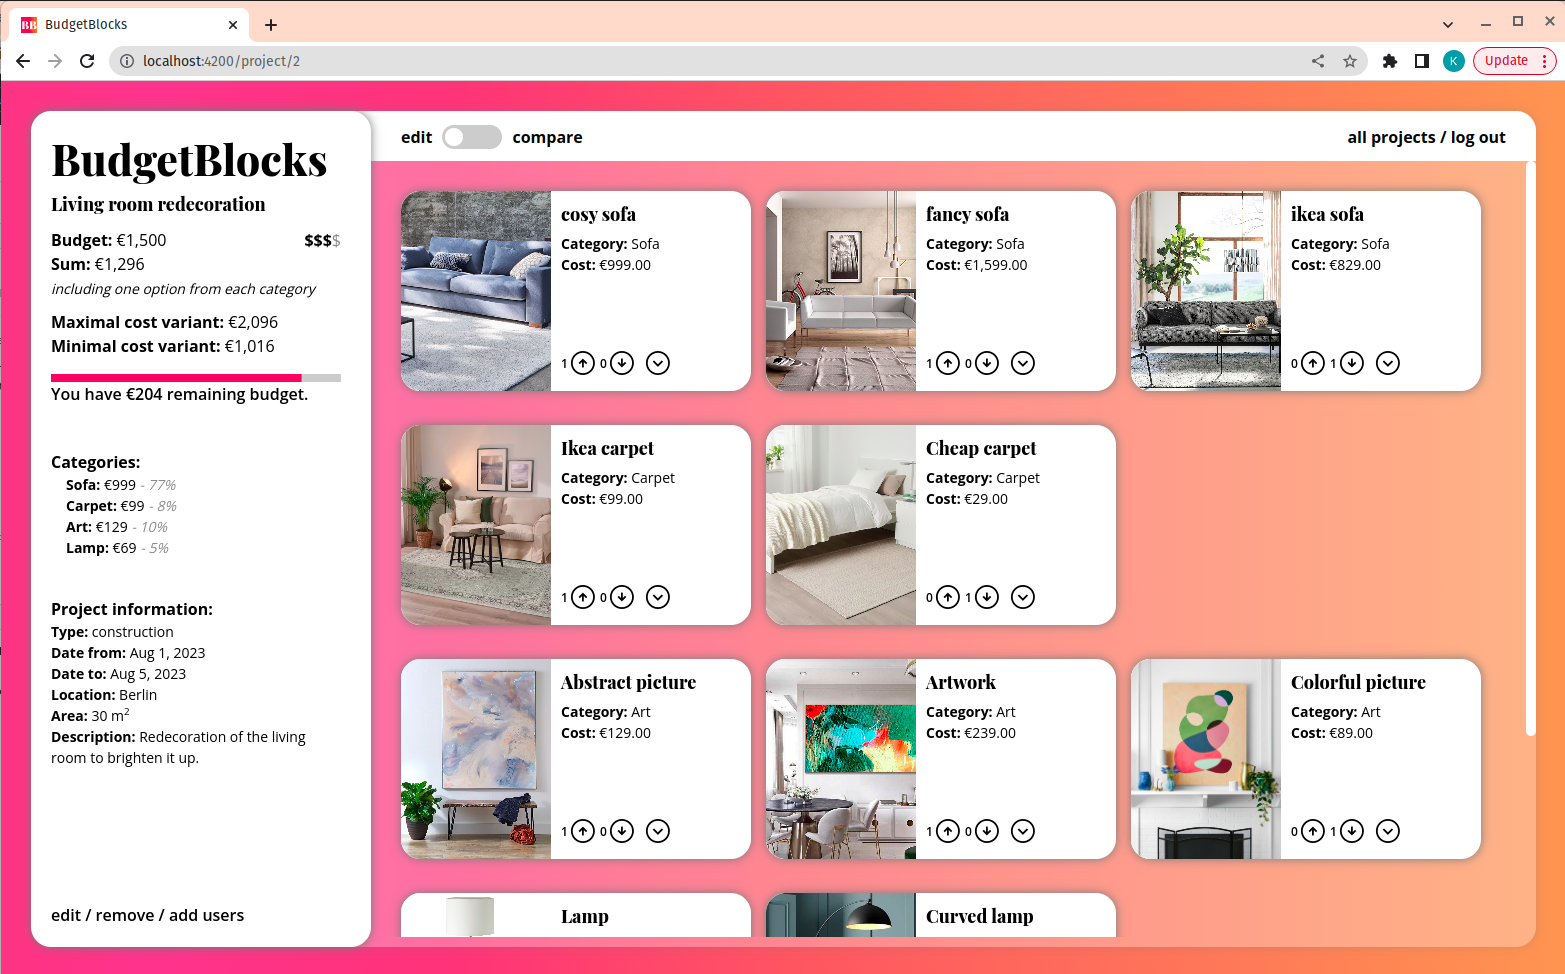 BudgetBlocks
localhost:4200/project/2
K
Update
BudgetBlocks
Living room redecoration
Budget: €1,500 $$$$
Sum: €1,296
including one option from each category
Maximal cost variant: €2,096
Minimal cost variant: €1,016
You have €204 remaining budget.
Categories:
Sofa: €999 - 77%
Carpet: €99 - 8%
Art: €129 - 10%
Lamp: €69 - 5%
Project information:
Type: construction
Date from: Aug 1, 2023
Date to: Aug 5, 2023
Location: Berlin
Area: 30 m²
Description: Redecoration of the living
room to brighten it up.
edit / remove / add users
edit compare
all projects / log out
cosy sofa
Category: Sofa
Cost: €999.00
1 0
fancy sofa
Category: Sofa
Cost: €1,599.00
1 0
ikea sofa
Category: Sofa
Cost: €829.00
0 1
Ikea carpet
Category: Carpet
Cost: €99.00
1 0
Cheap carpet
Category: Carpet
Cost: €29.00
0 1
Abstract picture
Category: Art
Cost: €129.00
1 0
Artwork
Category: Art
Cost: €239.00
1 0
Colorful picture
Category: Art
Cost: €89.00
0 1
Lamp
Curved lamp